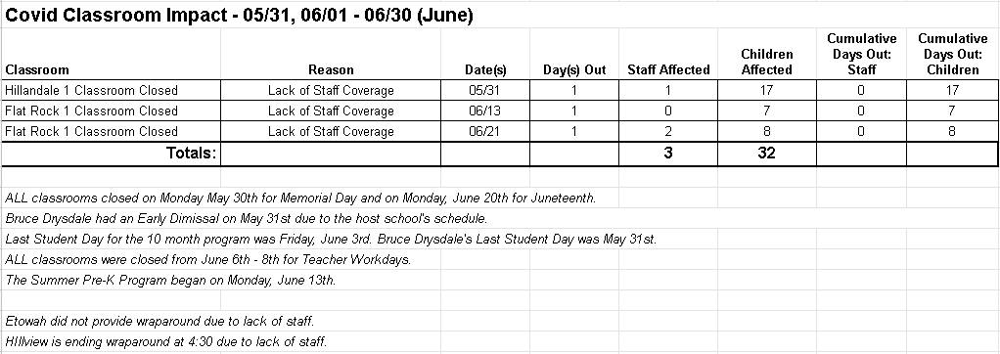 Covid Classroom Impact - 05/31, 06/01 - 06/30 (June)
Classroom Reason Date(s) Day(s) Out Staff Affected Children Affected Cumulative Days Out: Staff Cumulative Days Out: Children
Hillandale 1 Classroom Closed Lack of Staff Coverage 05/31 1 1 17 0 17
Flat Rock 1 Classroom Closed Lack of Staff Coverage 06/13 1 0 7 0 7
Flat Rock 1 Classroom Closed Lack of Staff Coverage 06/21 1 2 8 0 8
Totals: 3 32
ALL classrooms closed on Monday May 30th for Memorial Day and on Monday, June 20th for Juneteenth.
Bruce Drysdale had an Early Dimissal on May 31st due to the host school's schedule.
Last Student Day for the 10 month program was Friday, June 3rd. Bruce Drysdale's Last Student Day was May 31st.
ALL classrooms were closed from June 6th - 8th for Teacher Workdays.
The Summer Pre-K Program began on Monday, June 13th.
Etowah did not provide wraparound due to lack of staff.
HIllview is ending wraparound at 4:30 due to lack of staff.